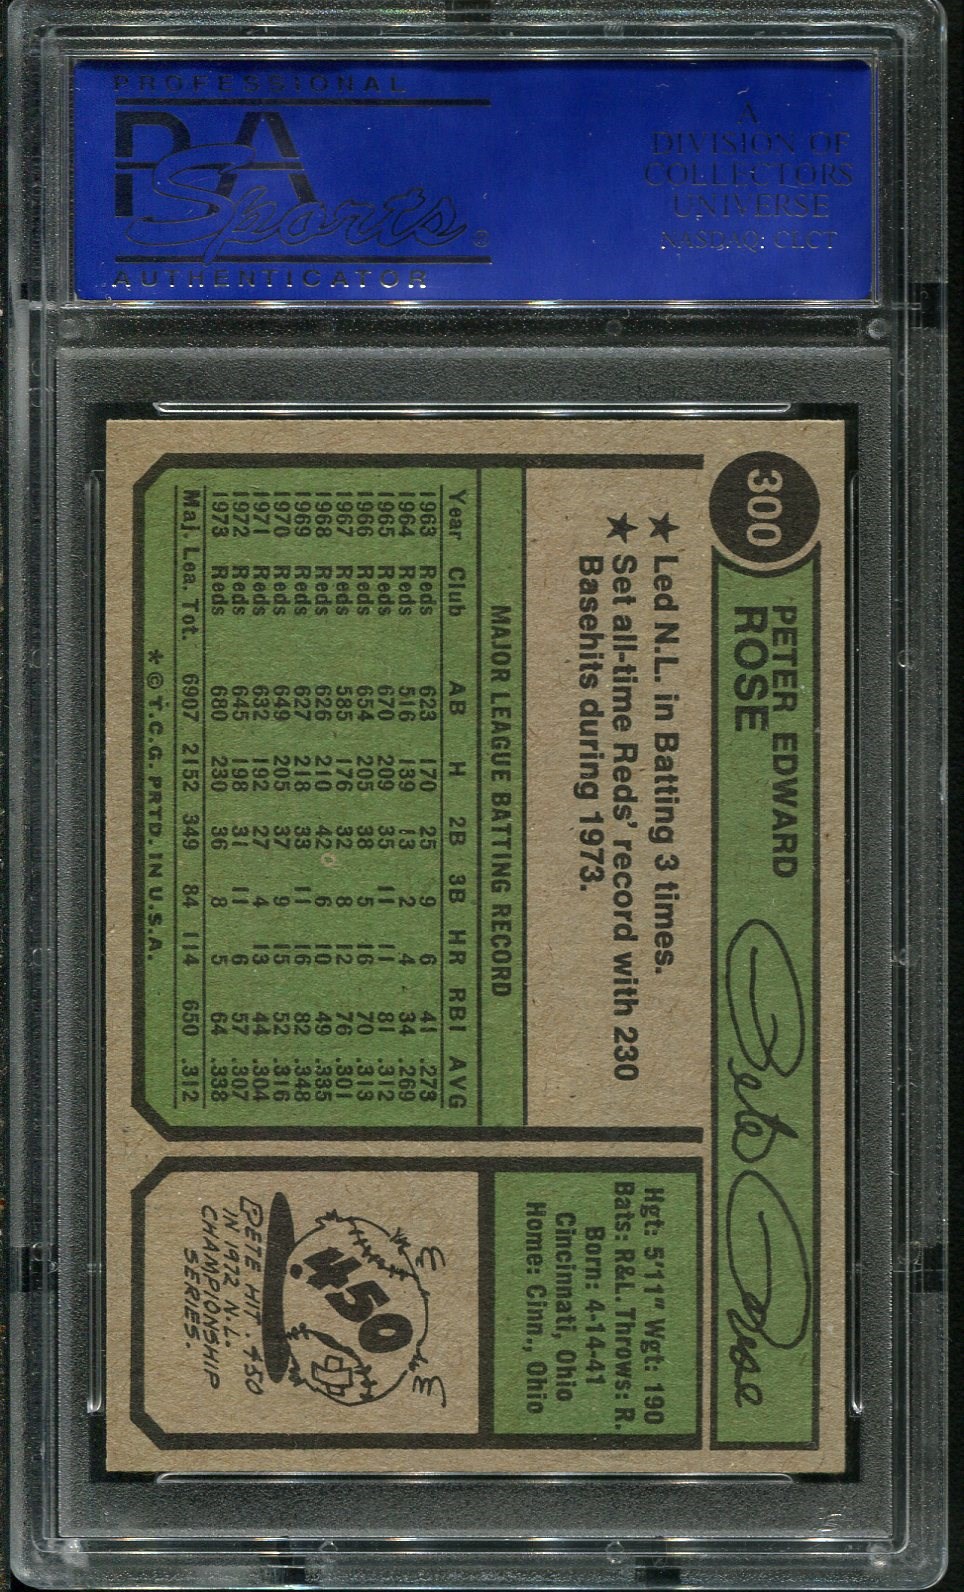 PROFESSIONAL
PSA
Sports®
AUTHENTICATOR
A
DIVISION OF
COLLECTORS
UNIVERSE
NASDAQ: CLCT
300
PETER EDWARD
ROSE
Pete Rose
★ Led N.L. in Batting 3 times.
★ Set all-time Reds' record with 230
Basehits during 1973.
MAJOR LEAGUE BATTING RECORD
Year Club AB H 2B 3B HR RBI AVG
1963 Reds 623 170 25 9 6 41 .273
1964 Reds 516 139 13 2 4 34 .269
1965 Reds 670 209 35 11 11 81 .312
1966 Reds 654 205 38 5 16 70 .313
1967 Reds 585 176 32 8 12 76 .301
1968 Reds 626 210 42 6 10 49 .335
1969 Reds 627 218 33 11 16 82 .348
1970 Reds 649 205 37 9 15 52 .316
1971 Reds 632 192 27 4 13 44 .304
1972 Reds 645 198 31 11 6 57 .307
1973 Reds 680 230 36 8 5 64 .338
Maj. Lea. Tot. 6907 2152 349 84 114 650 .312
* © T.C.G. PRTD. IN U.S.A.
Hgt: 5'11" Wgt: 190
Bats: R&L Throws: R.
Born: 4-14-41
Cincinnati, Ohio
Home: Cinn., Ohio
.450
PETE HIT .450
IN 1972 N.L.
CHAMPIONSHIP
SERIES.